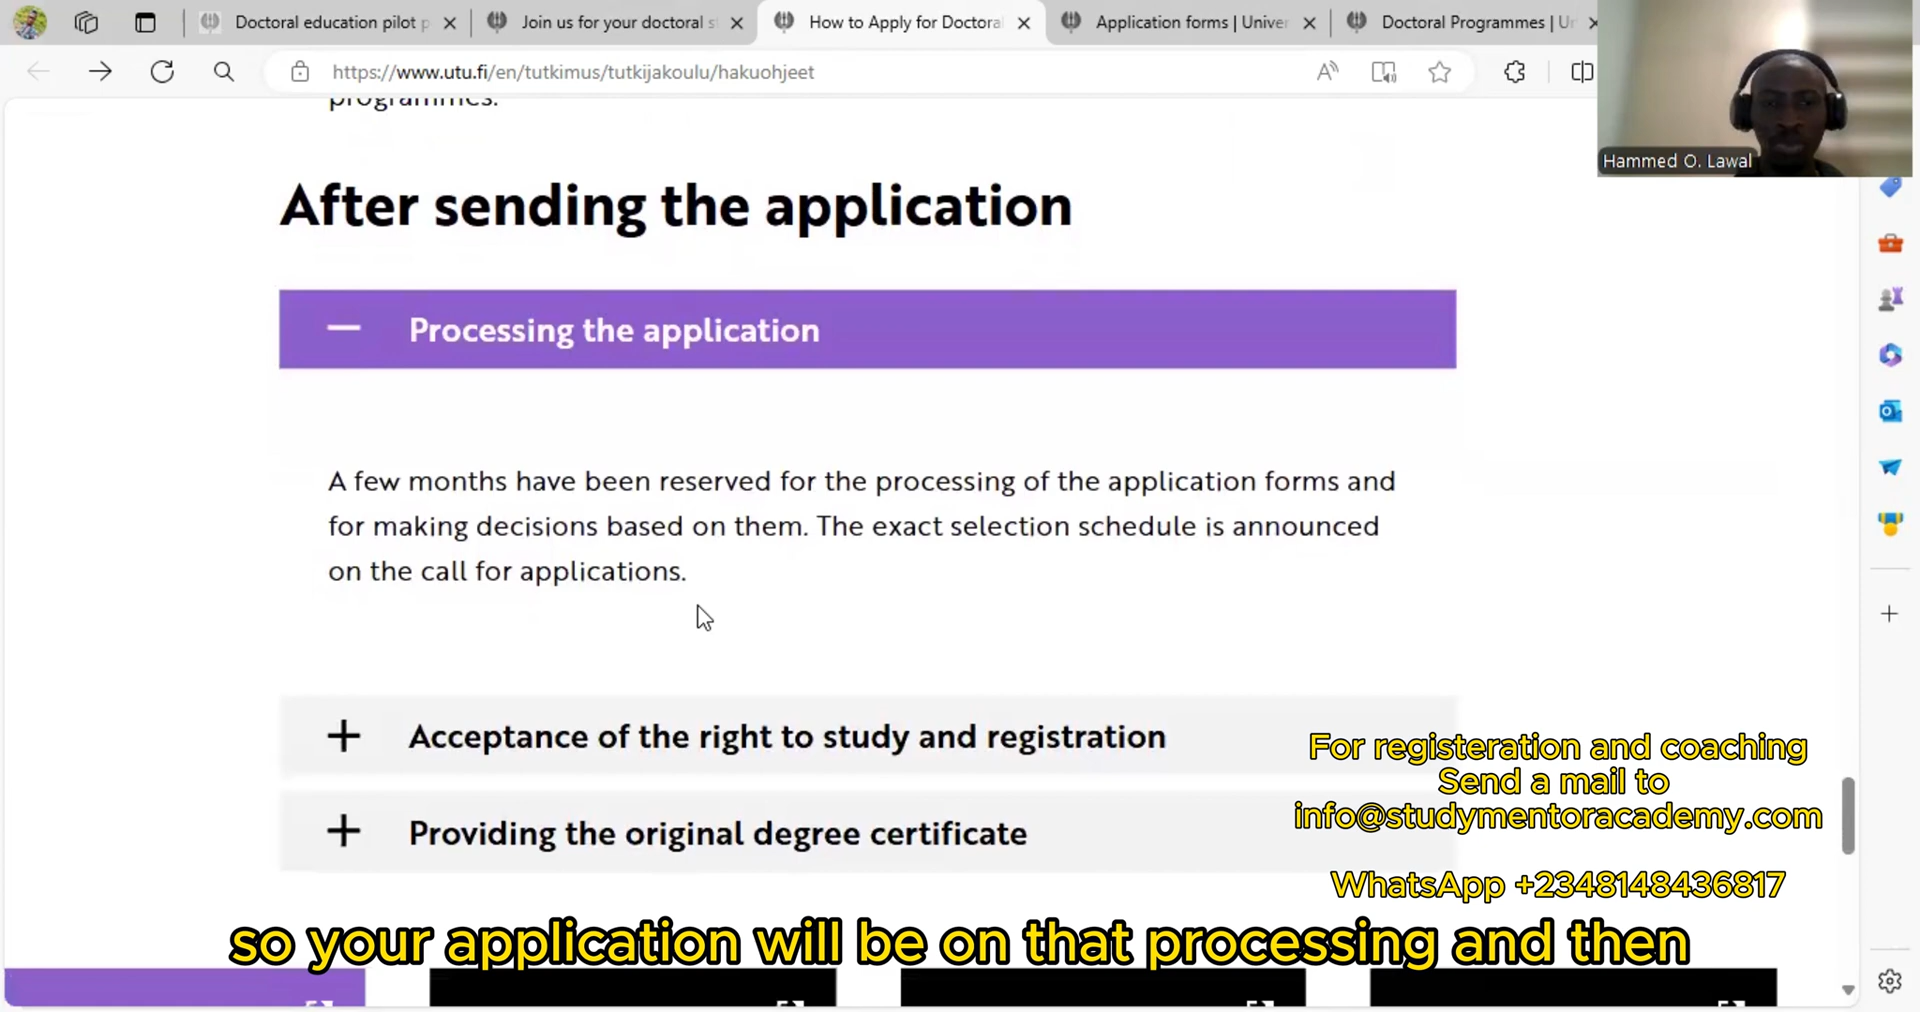 Doctoral education pilot p
Join us for your doctoral s
How to Apply for Doctoral
Application forms | Univer
Doctoral Programmes | Un
https://www.utu.fi/en/tutkimus/tutkijakoulu/hakuohjeet
Hammed O. Lawal
programmes.
After sending the application
Processing the application
A few months have been reserved for the processing of the application forms and
for making decisions based on them. The exact selection schedule is announced
on the call for applications.
Acceptance of the right to study and registration
Providing the original degree certificate
For registeration and coaching
Send a mail to
info@studymentoracademy.com
WhatsApp +2348148436817
so your application will be on that processing and then